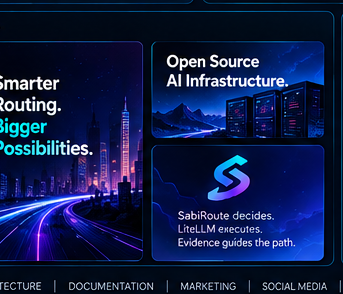 Smarter
Routing.
Bigger
Possibilities.
Open Source
AI Infrastructure.
SabiRoute decides.
LiteLLM executes.
Evidence guides the path.
TECTURE | DOCUMENTATION | MARKETING | SOCIAL MEDIA |